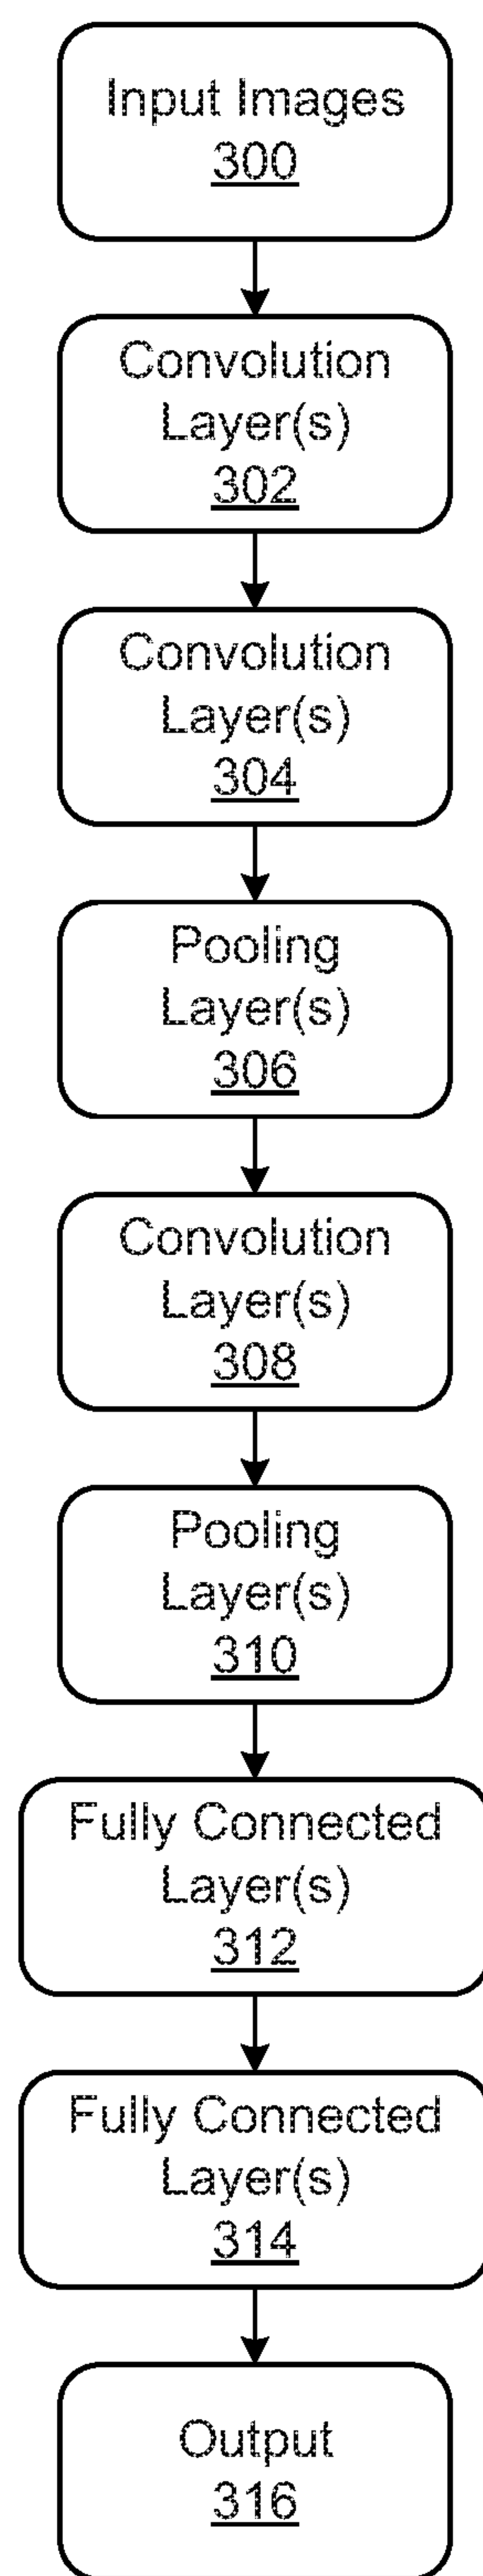 Input Images
300
Convolution
Layer(s)
302
Convolution
Layer(s)
304
Pooling
Layer(s)
306
Convolution
Layer(s)
308
Pooling
Layer(s)
310
Fully Connected
Layer(s)
312
Fully Connected
Layer(s)
314
Output
316